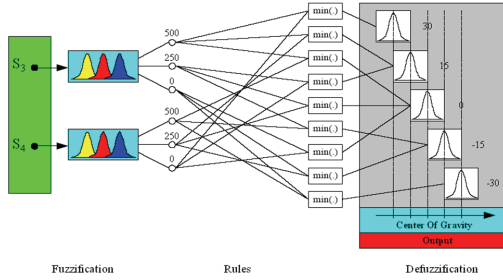 S3
S4
500
250
0
500
250
0
min(.)
min(.)
min(.)
min(.)
min(.)
min(.)
min(.)
min(.)
min(.)
30
15
0
-15
-30
Center Of Gravity
Output
Fuzzification
Rules
Defuzzification